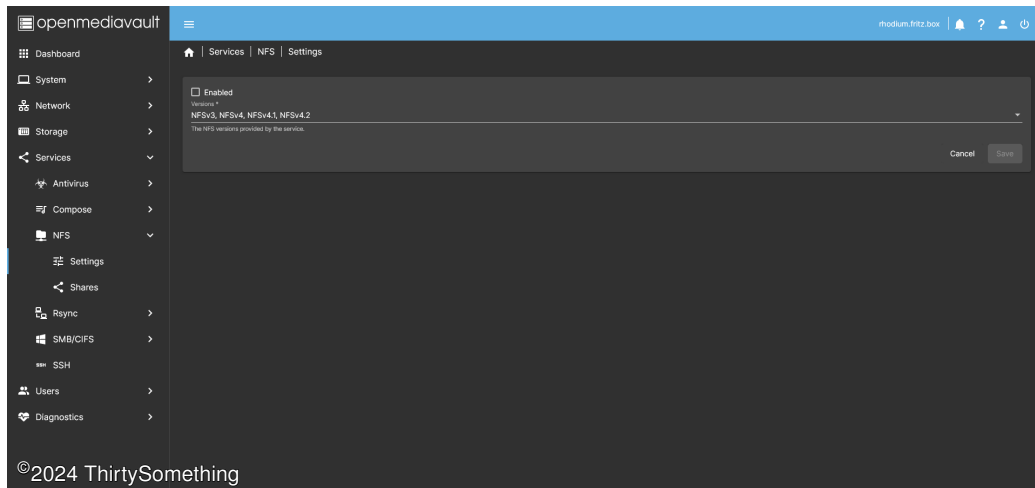 openmediavault
rhodium.fritz.box
?
Dashboard
System
Network
Storage
Services
Antivirus
Compose
NFS
Settings
Shares
Rsync
SMB/CIFS
SSH SSH
Users
Diagnostics
| Services | NFS | Settings
Enabled
Versions *
NFSv3, NFSv4, NFSv4.1, NFSv4.2
The NFS versions provided by the service.
Cancel Save
©2024 ThirtySomething